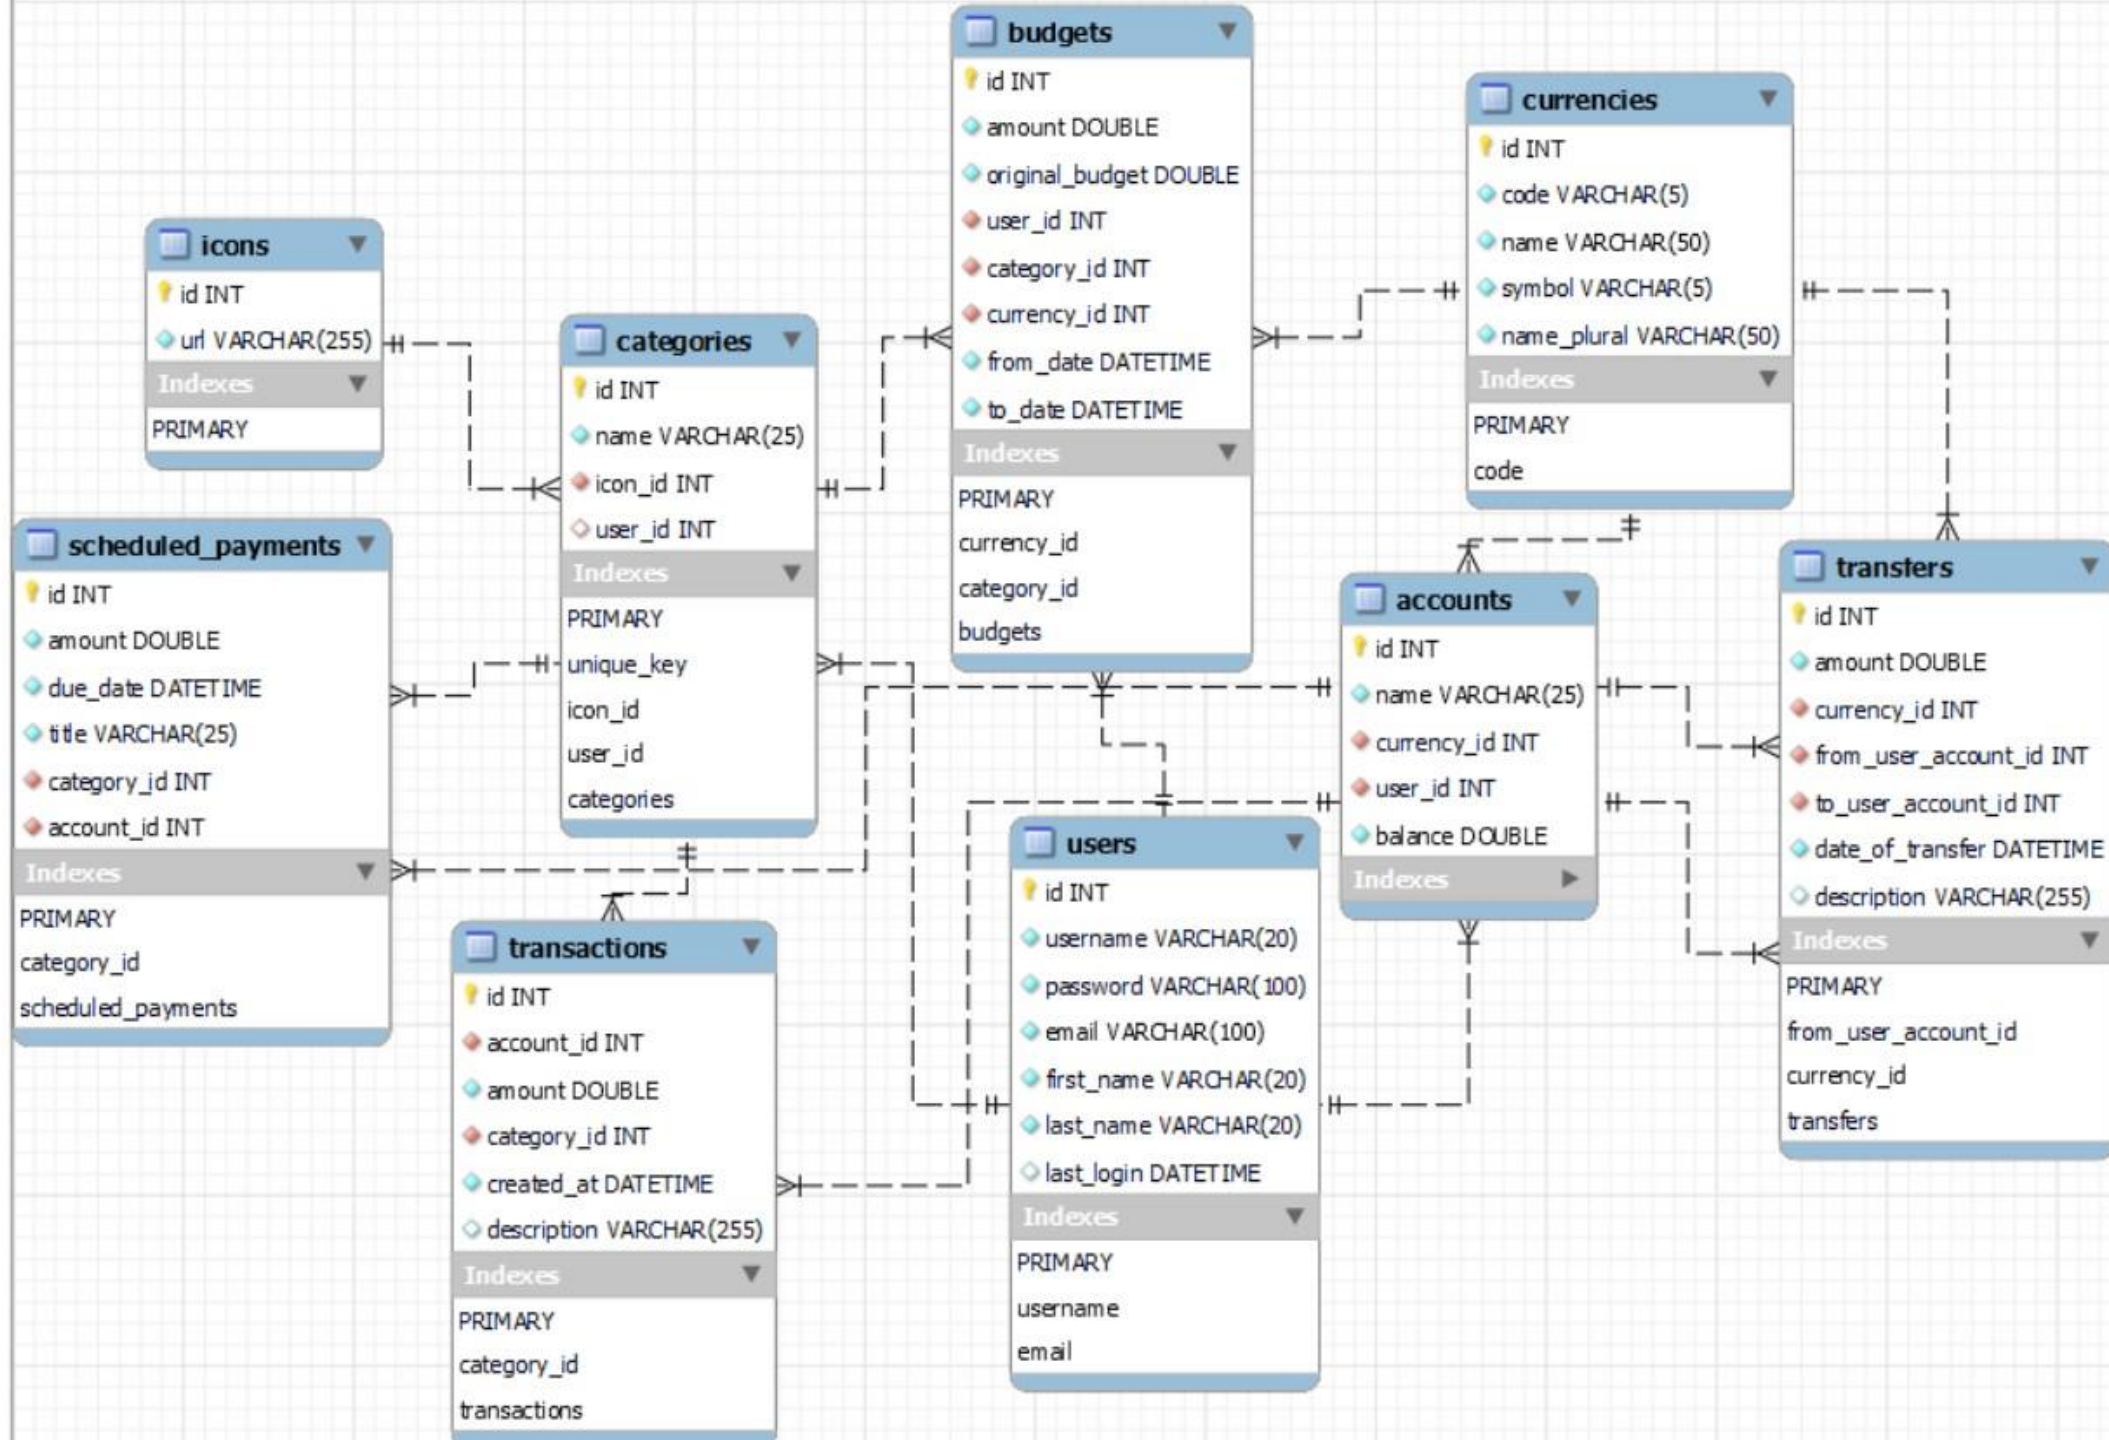 budgets
id INT
amount DOUBLE
original_budget DOUBLE
user_id INT
category_id INT
currency_id INT
from_date DATETIME
to_date DATETIME
Indexes
PRIMARY
currency_id
category_id
budgets
currencies
id INT
code VARCHAR(5)
name VARCHAR(50)
symbol VARCHAR(5)
name_plural VARCHAR(50)
Indexes
PRIMARY
code
icons
id INT
url VARCHAR(255)
Indexes
PRIMARY
categories
id INT
name VARCHAR(25)
icon_id INT
user_id INT
Indexes
PRIMARY
unique_key
icon_id
user_id
categories
scheduled_payments
id INT
amount DOUBLE
due_date DATETIME
title VARCHAR(25)
category_id INT
account_id INT
Indexes
PRIMARY
category_id
scheduled_payments
accounts
id INT
name VARCHAR(25)
currency_id INT
user_id INT
balance DOUBLE
Indexes
transfers
id INT
amount DOUBLE
currency_id INT
from_user_account_id INT
to_user_account_id INT
date_of_transfer DATETIME
description VARCHAR(255)
Indexes
PRIMARY
from_user_account_id
currency_id
transfers
users
id INT
username VARCHAR(20)
password VARCHAR(100)
email VARCHAR(100)
first_name VARCHAR(20)
last_name VARCHAR(20)
last_login DATETIME
Indexes
PRIMARY
username
email
transactions
id INT
account_id INT
amount DOUBLE
category_id INT
created_at DATETIME
description VARCHAR(255)
Indexes
PRIMARY
category_id
transactions